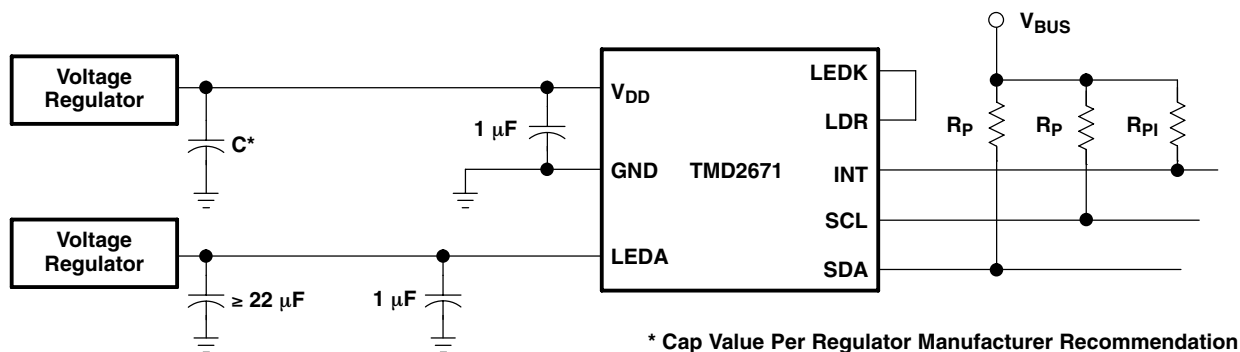 Voltage
Regulator
C*
1 μF
V_DD
GND
TMD2671
LEDK
LDR
INT
SCL
SDA
LEDA
V_BUS
R_P
R_P
R_PI
Voltage
Regulator
≥ 22 μF
1 μF
* Cap Value Per Regulator Manufacturer Recommendation